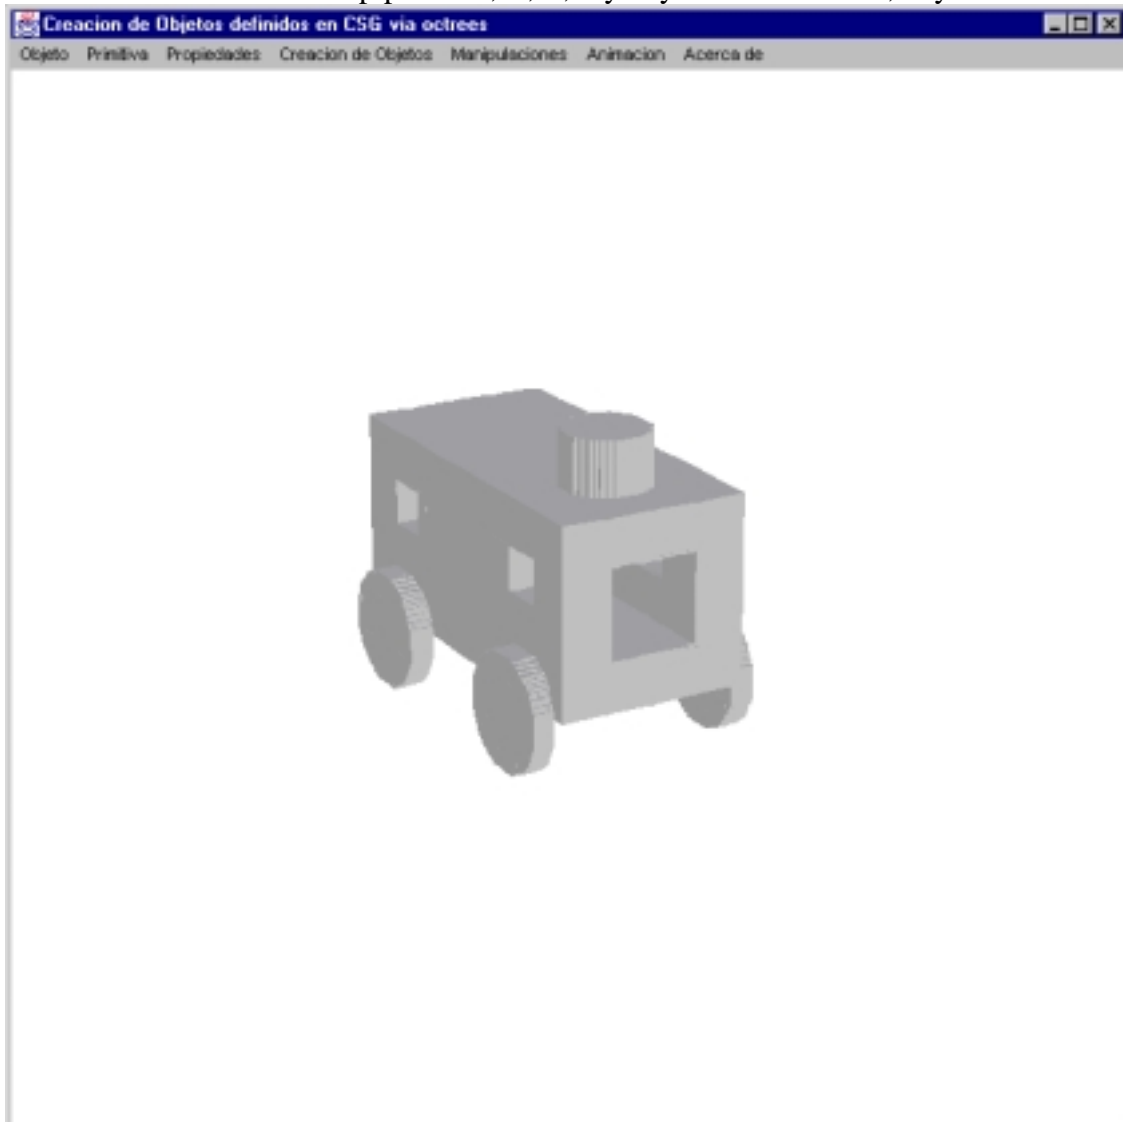 Creacion de Objetos definidos en CSG via octrees
Objeto Primitiva Propiedades Creacion de Objetos Manipulaciones Animacion Acerca de